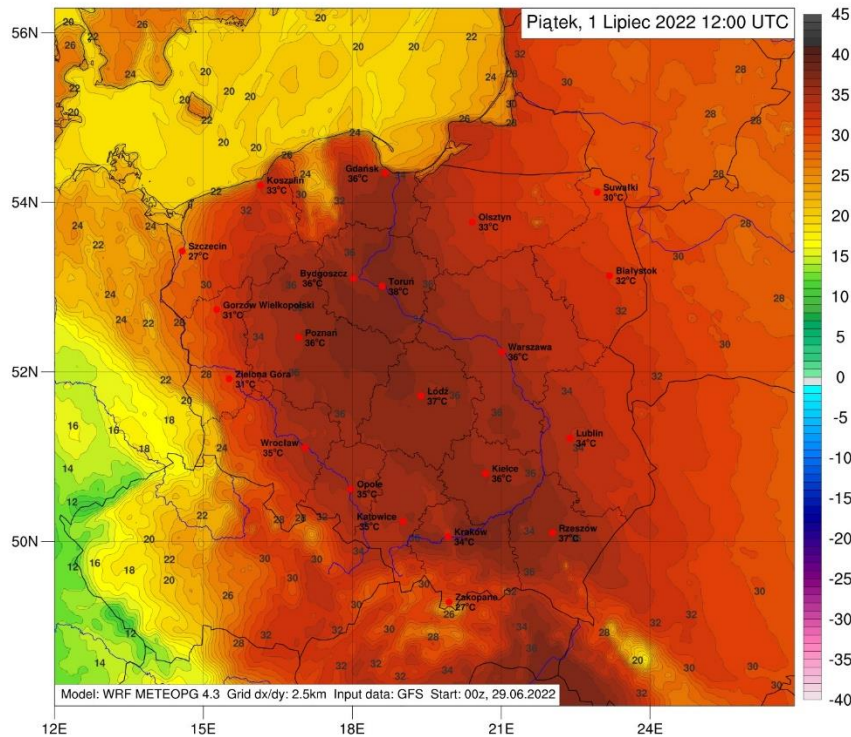 Piątek, 1 Lipiec 2022 12:00 UTC
56N
54N
52N
50N
12E
15E
18E
21E
24E
45
40
35
30
25
20
15
10
5
0
-5
-10
-15
-20
-25
-30
-35
-40
Gdańsk
36°C
Koszalin
33°C
Suwałki
30°C
Olsztyn
33°C
Szczecin
27°C
Bydgoszcz
36°C
Toruń
38°C
Białystok
32°C
Gorzów Wielkopolski
31°C
Poznań
36°C
Warszawa
36°C
Zielona Góra
31°C
Łódź
37°C
Lublin
34°C
Wrocław
35°C
Kielce
36°C
Opole
35°C
Katowice
35°C
Kraków
34°C
Rzeszów
37°C
Zakopane
27°C
Model: WRF METEOPG 4.3 Grid dx/dy: 2.5km Input data: GFS Start: 00z, 29.06.2022